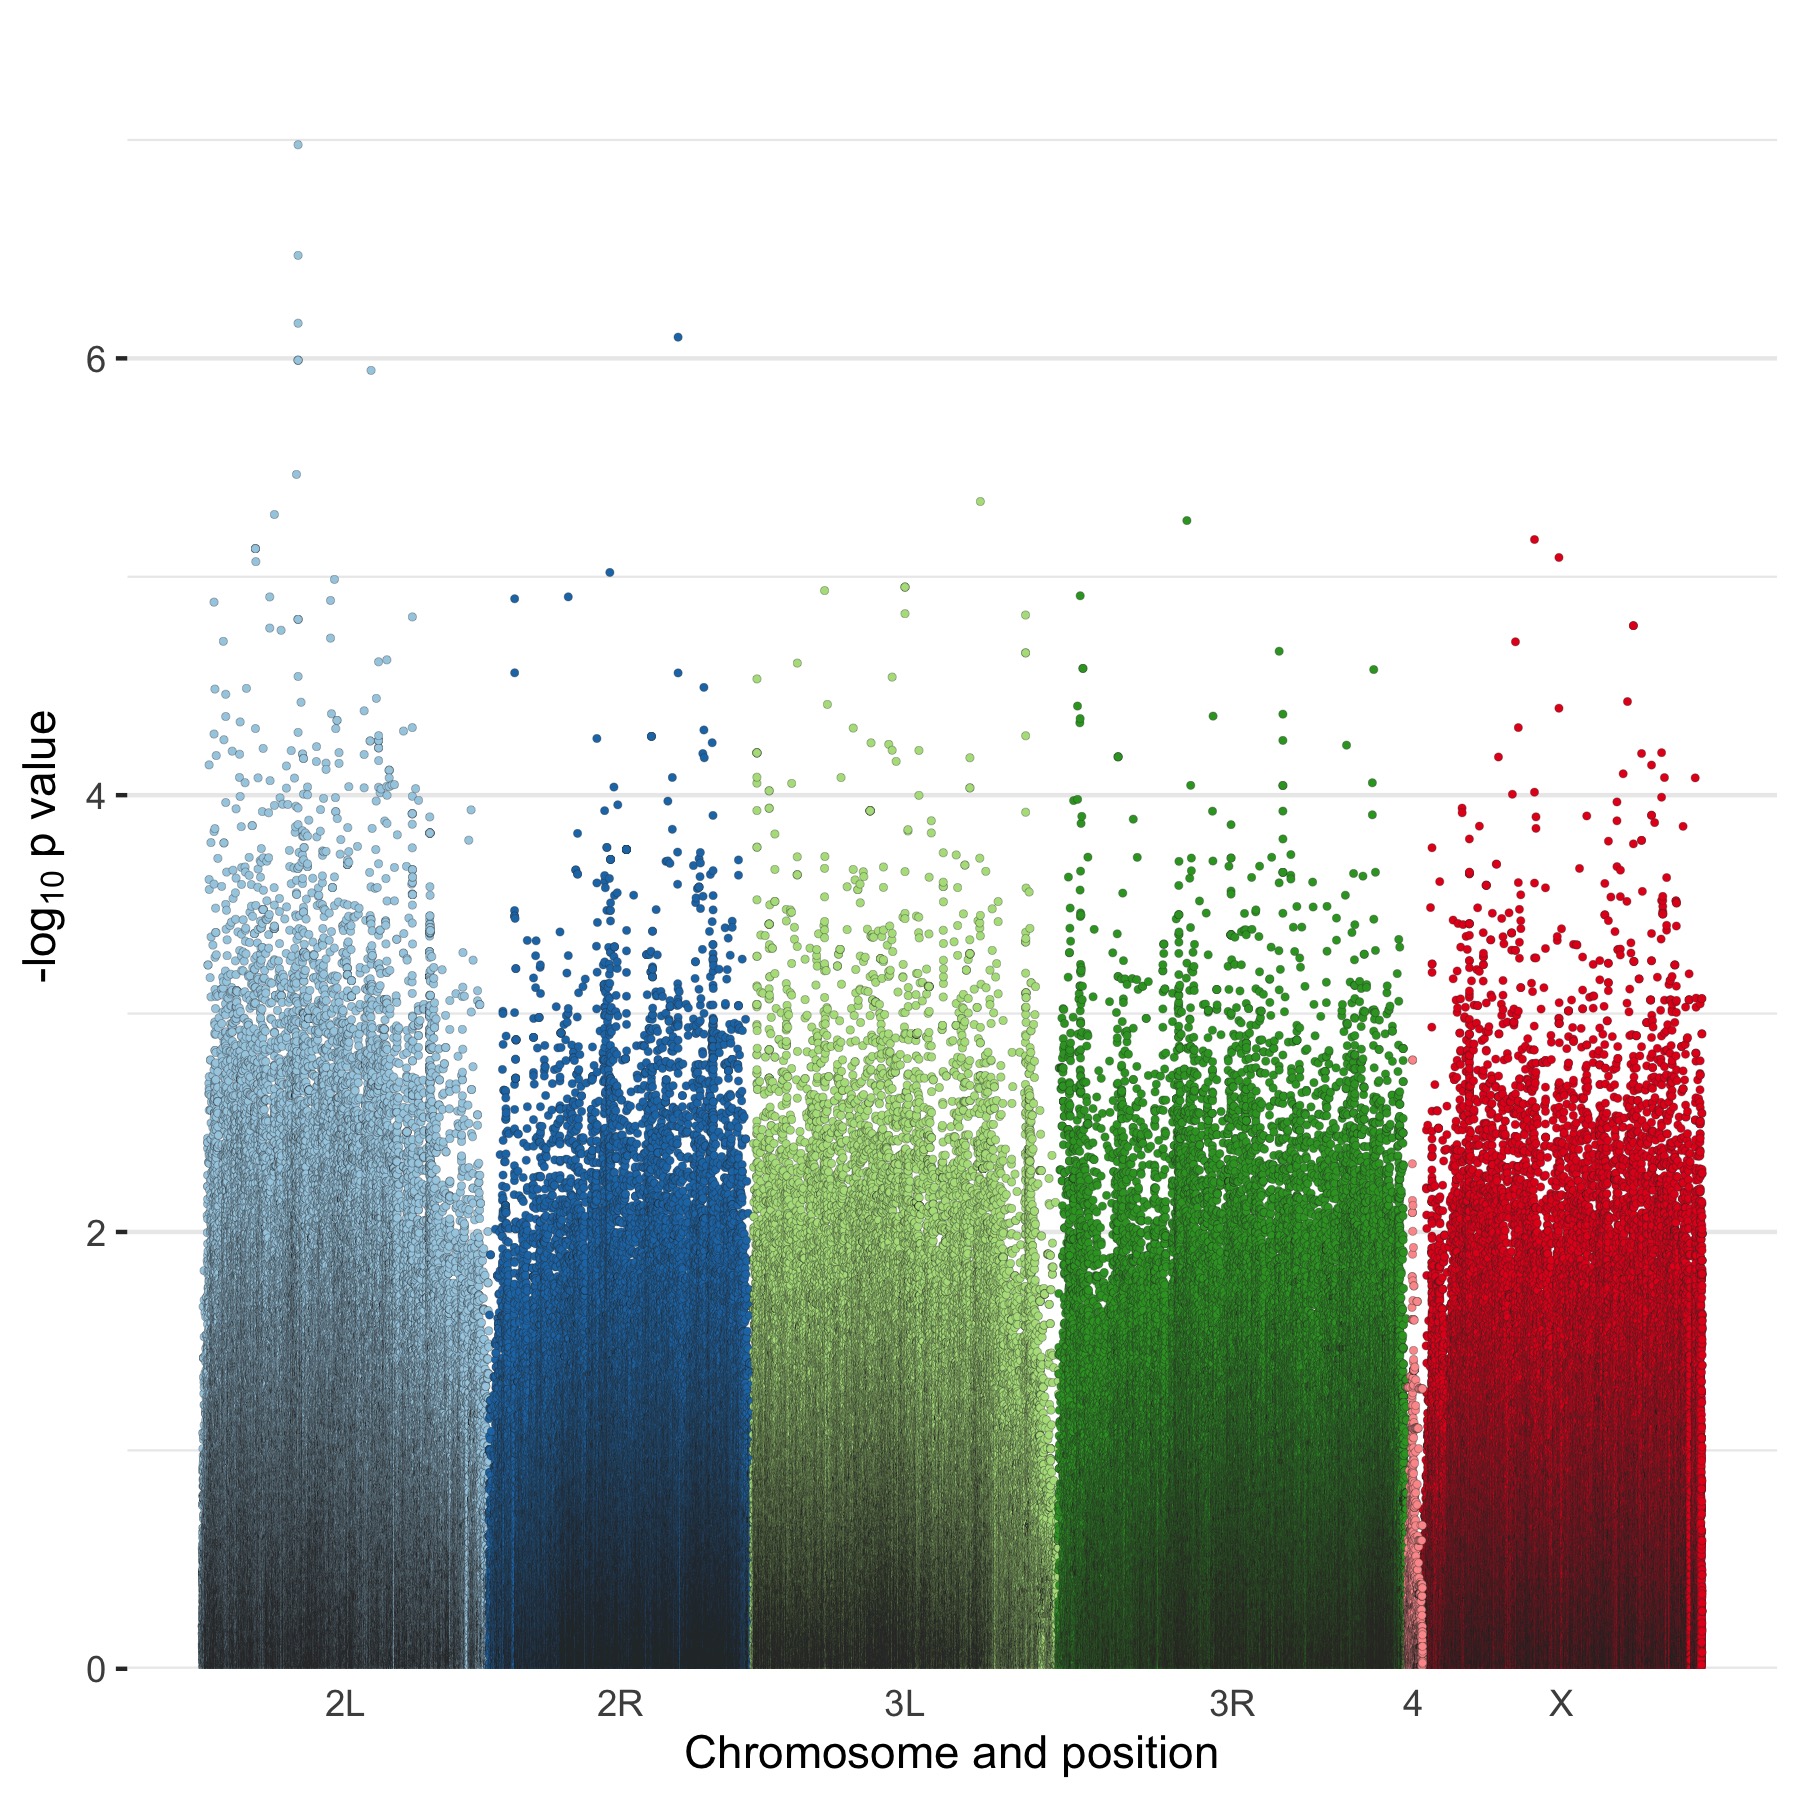 -log₁₀ p value
6
4
2
0
2L 2R 3L 3R 4 X
Chromosome and position